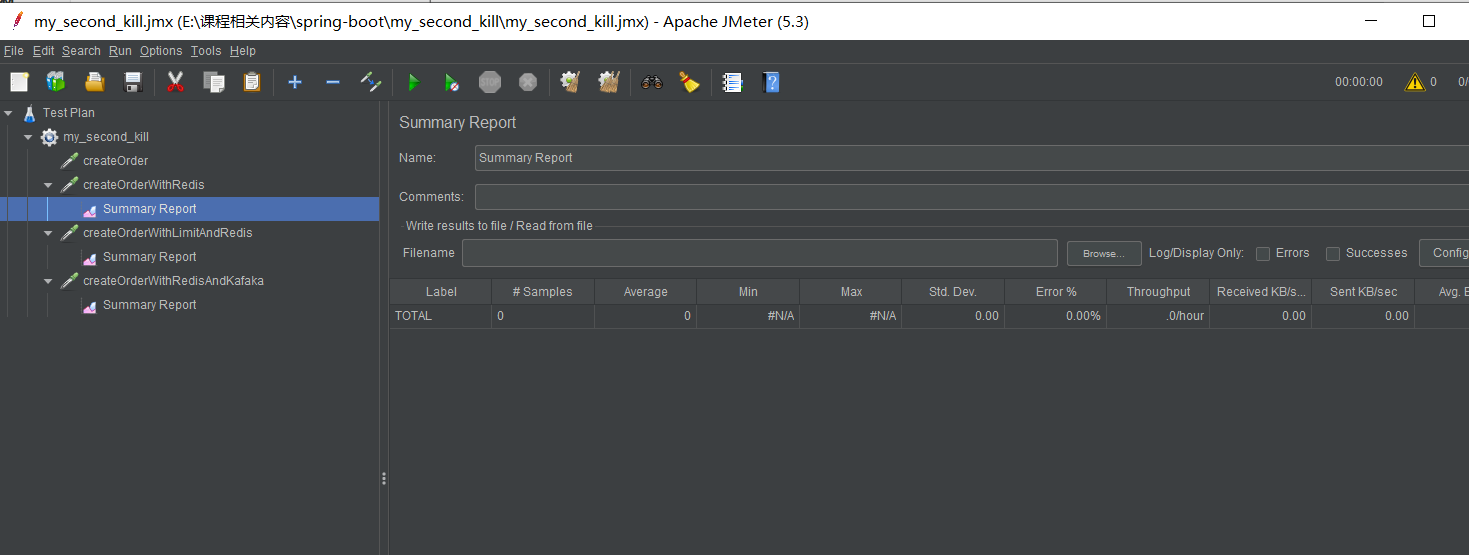 my_second_kill.jmx (E:\课程相关内容\spring-boot\my_second_kill\my_second_kill.jmx) - Apache JMeter (5.3)
File Edit Search Run Options Tools Help
STOP 00:00:00 0 0/
Test Plan
my_second_kill
createOrder
createOrderWithRedis
Summary Report
createOrderWithLimitAndRedis
Summary Report
createOrderWithRedisAndKafaka
Summary Report
Summary Report
Name: Summary Report
Comments:
Write results to file / Read from file
Filename Browse... Log/Display Only: Errors Successes Config
Label # Samples Average Min Max Std. Dev. Error % Throughput Received KB/s... Sent KB/sec Avg. B
TOTAL 0 0 #N/A #N/A 0.00 0.00% .0/hour 0.00 0.00